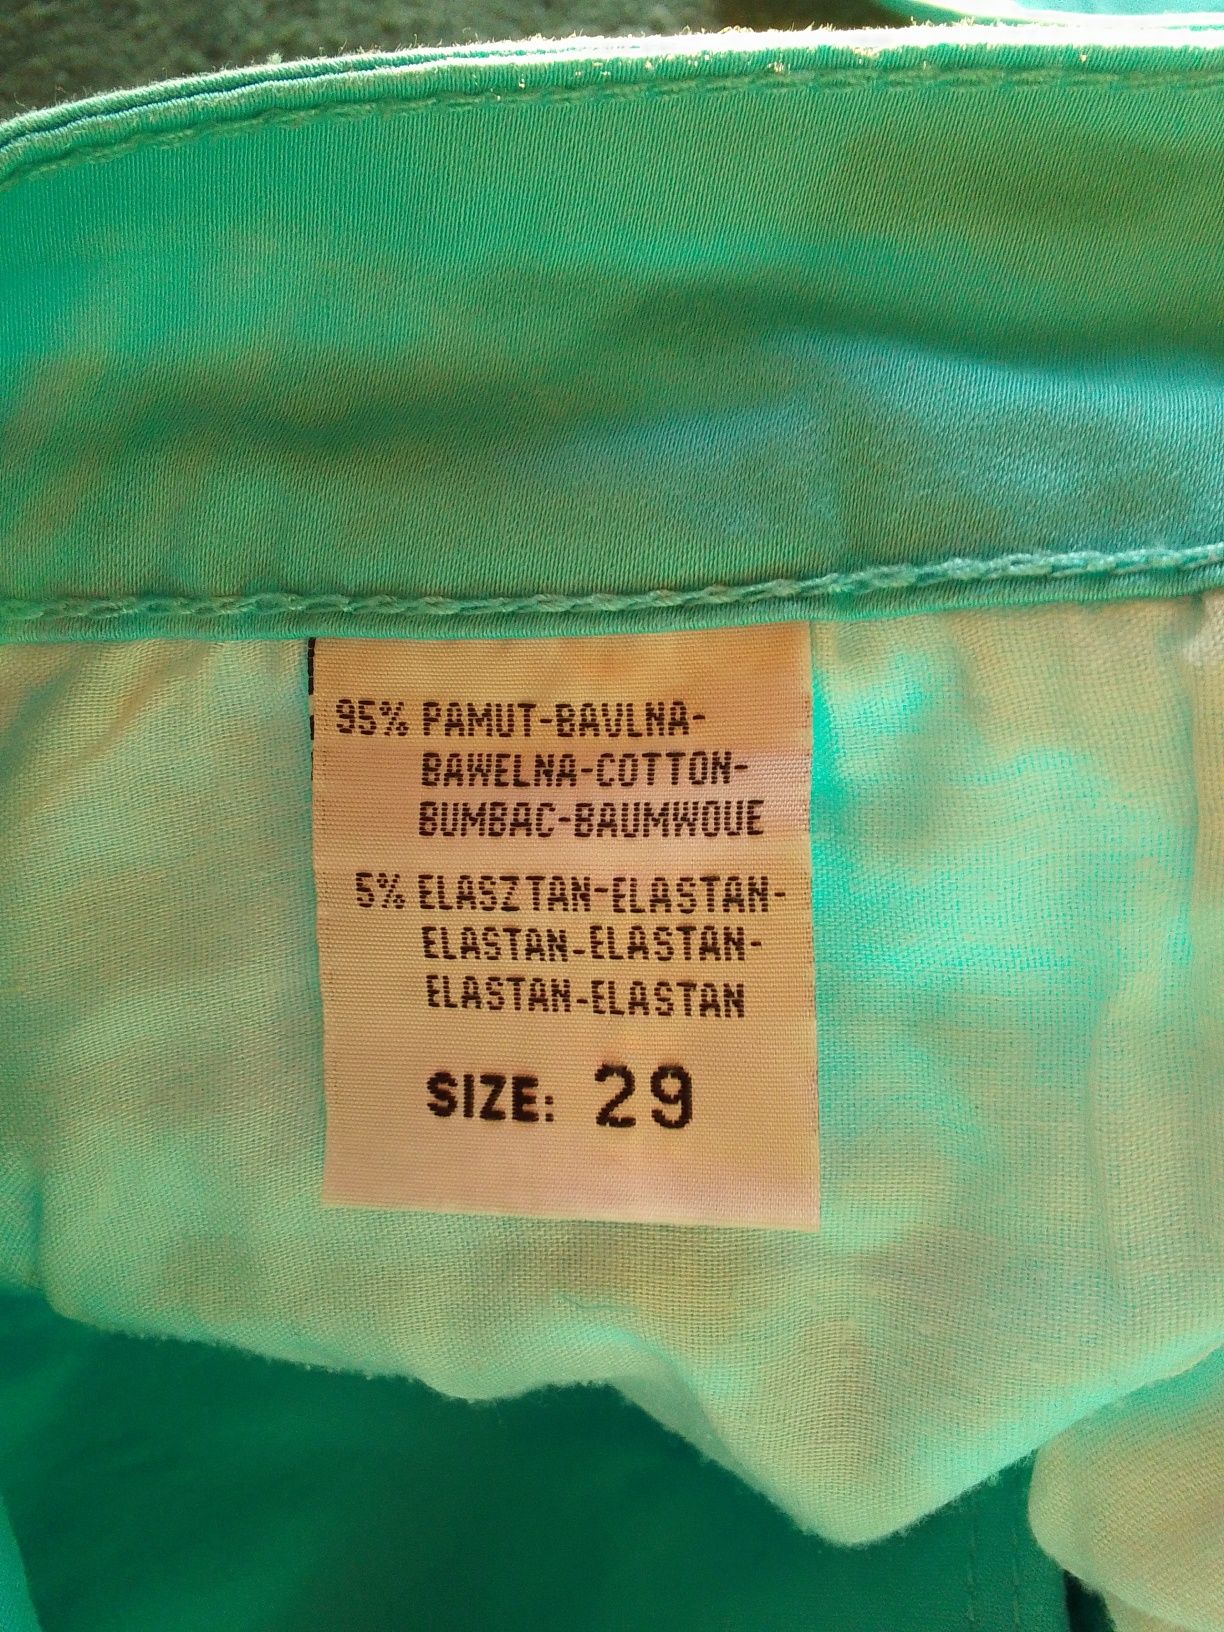 95% PAMUT-BAVLNA-
BAWELNA-COTTON-
BUMBAC-BAUMWOUE
5% ELASZTAN-ELASTAN-
ELASTAN-ELASTAN-
ELASTAN-ELASTAN
SIZE: 29